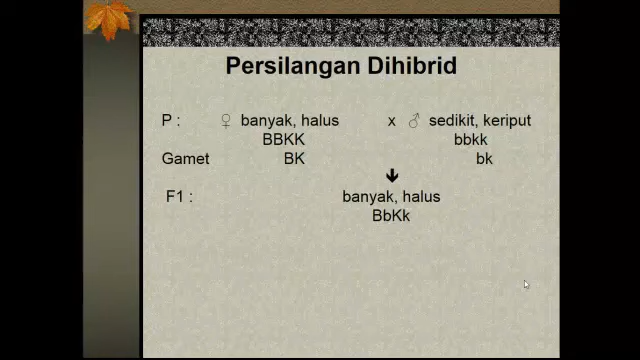 Persilangan Dihibrid
P : ♀ banyak, halus x ♂ sedikit, keriput
BBKK bbkk
Gamet BK bk
F1 : banyak, halus
BbKk